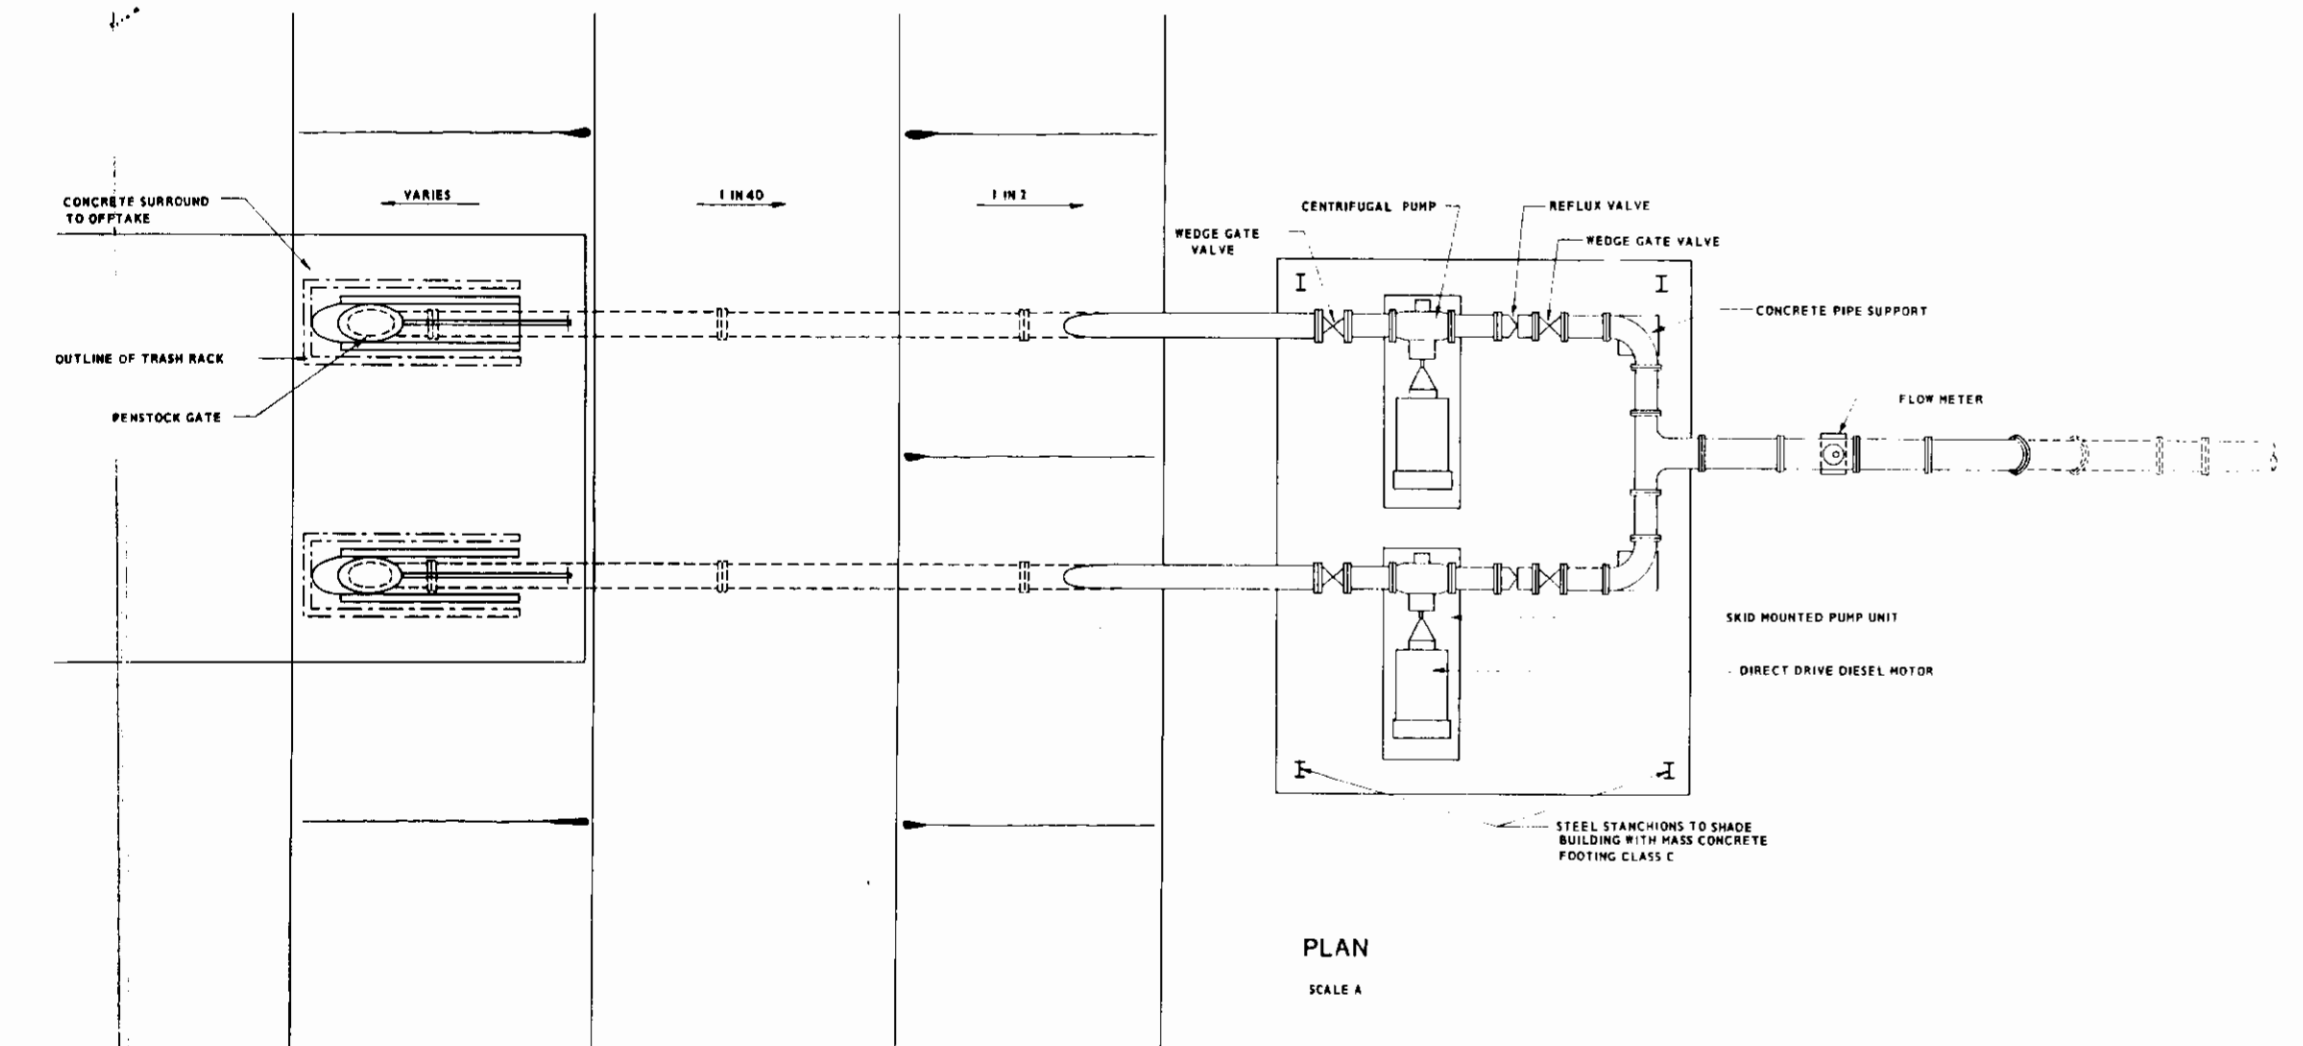 CONCRETE SURROUND
TO OFFTAKE
VARIES
1 IN 40
1 IN 2
CENTRIFUGAL PUMP
REFLUX VALVE
WEDGE GATE
VALVE
WEDGE GATE VALVE
CONCRETE PIPE SUPPORT
OUTLINE OF TRASH RACK
PENSTOCK GATE
FLOW METER
SKID MOUNTED PUMP UNIT
DIRECT DRIVE DIESEL MOTOR
STEEL STANCHIONS TO SHADE
BUILDING WITH MASS CONCRETE
FOOTING CLASS C
PLAN
SCALE A